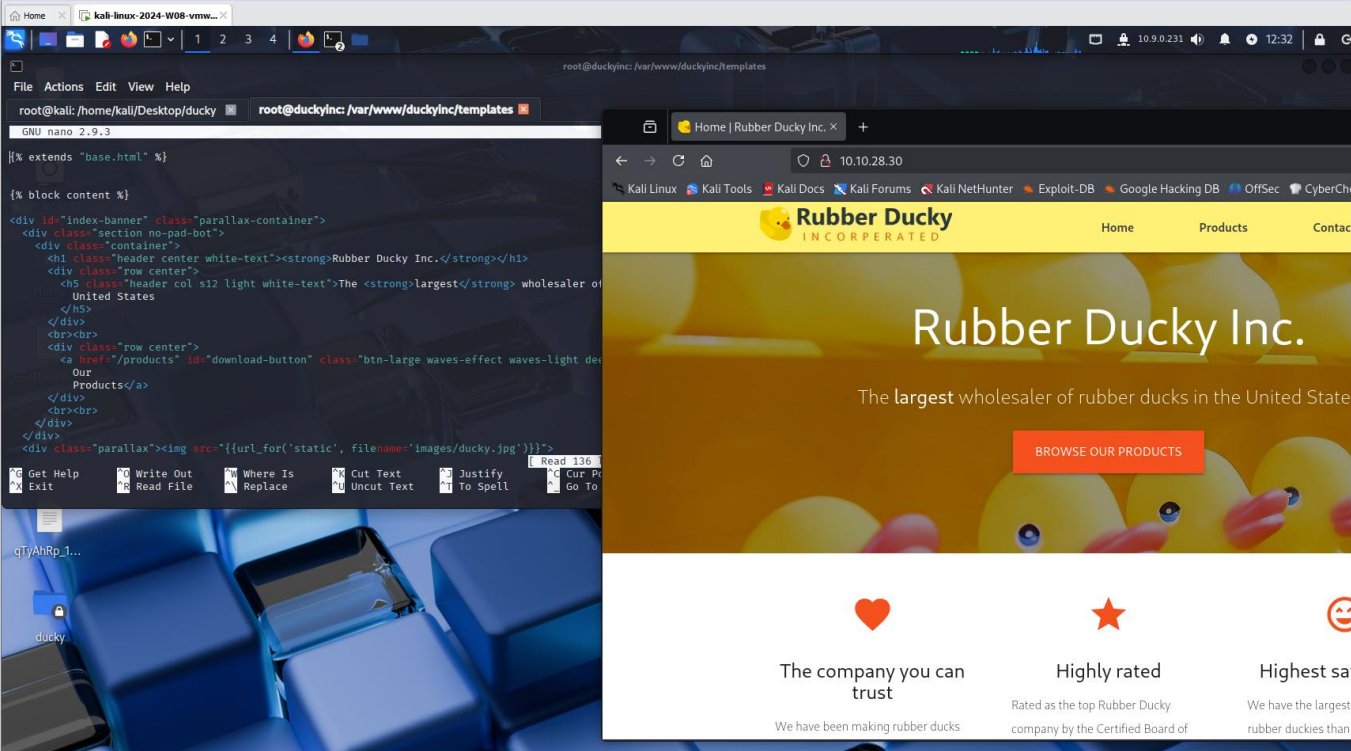 Home
kali-linux-2024-W08-vmw...
1 2 3 4
2
10.9.0.231
12:32
root@duckyinc: /var/www/duckyinc/templates
File Actions Edit View Help
root@kali: /home/kali/Desktop/ducky
root@duckyinc: /var/www/duckyinc/templates
GNU nano 2.9.3
{% extends "base.html" %}
{% block content %}
<div id="index-banner" class="parallax-container">
<div class="section no-pad-bot">
<div class="container">
<h1 class="header center white-text"><strong>Rubber Ducky Inc.</strong></h1>
<div class="row center">
<h5 class="header col s12 light white-text">The <strong>largest</strong> wholesaler of
United States
</h5>
</div>
<br><br>
<div class="row center">
<a href="/products" id="download-button" class="btn-large waves-effect waves-light dee
Our
Products</a>
</div>
<br><br>
</div>
</div>
<div class="parallax"><img src="{{url_for('static', filename='images/ducky.jpg')}}">
[ Read 136 l
^G Get Help ^O Write Out ^W Where Is ^K Cut Text ^J Justify ^C Cur Po
^X Exit ^R Read File ^\ Replace ^U Uncut Text ^T To Spell ^_ Go To
qTyAhRp_1...
ducky
Home | Rubber Ducky Inc.
10.10.28.30
Kali Linux Kali Tools Kali Docs Kali Forums Kali NetHunter Exploit-DB Google Hacking DB OffSec CyberChe
Rubber Ducky
INCORPERATED
Home Products Contac
Rubber Ducky Inc.
The largest wholesaler of rubber ducks in the United State
BROWSE OUR PRODUCTS
The company you can
trust
We have been making rubber ducks
Highly rated
Rated as the top Rubber Ducky
company by the Certified Board of
Highest sa
We have the largest
rubber duckies than